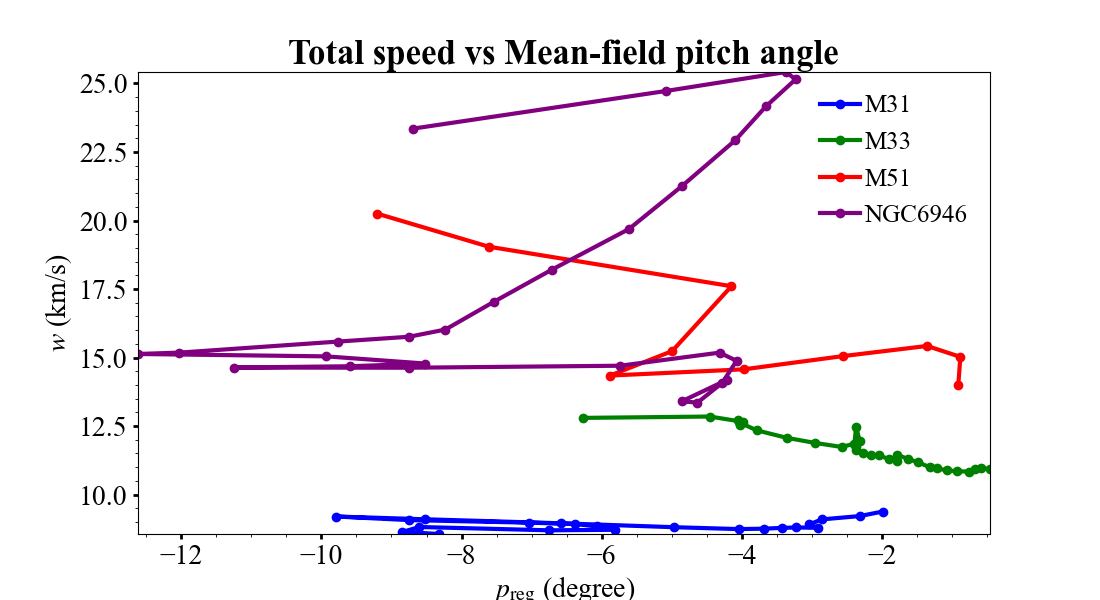 Total speed vs Mean-field pitch angle
25.0
22.5
20.0
17.5
15.0
12.5
10.0
w (km/s)
M31
M33
M51
NGC6946
−12 −10 −8 −6 −4 −2
preg (degree)